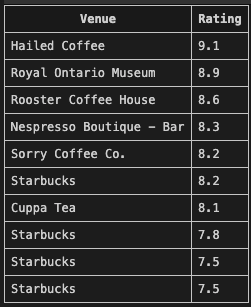 Venue Rating
Hailed Coffee 9.1
Royal Ontario Museum 8.9
Rooster Coffee House 8.6
Nespresso Boutique - Bar 8.3
Sorry Coffee Co. 8.2
Starbucks 8.2
Cuppa Tea 8.1
Starbucks 7.8
Starbucks 7.5
Starbucks 7.5